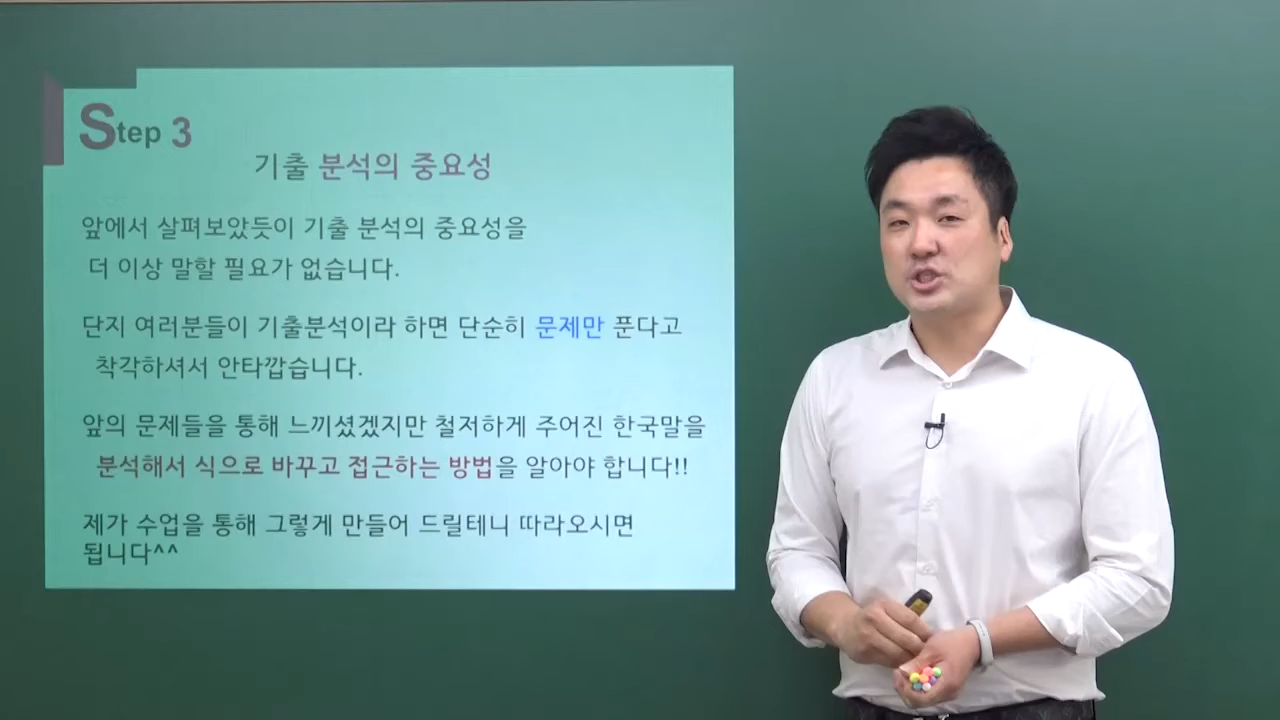 Step 3
기출 분석의 중요성
앞에서 살펴보았듯이 기출 분석의 중요성을
더 이상 말할 필요가 없습니다.
단지 여러분들이 기출분석이라 하면 단순히 문제만 푼다고
착각하셔서 안타깝습니다.
앞의 문제들을 통해 느끼셨겠지만 철저하게 주어진 한국말을
분석해서 식으로 바꾸고 접근하는 방법을 알아야 합니다!!
제가 수업을 통해 그렇게 만들어 드릴테니 따라오시면
됩니다^^